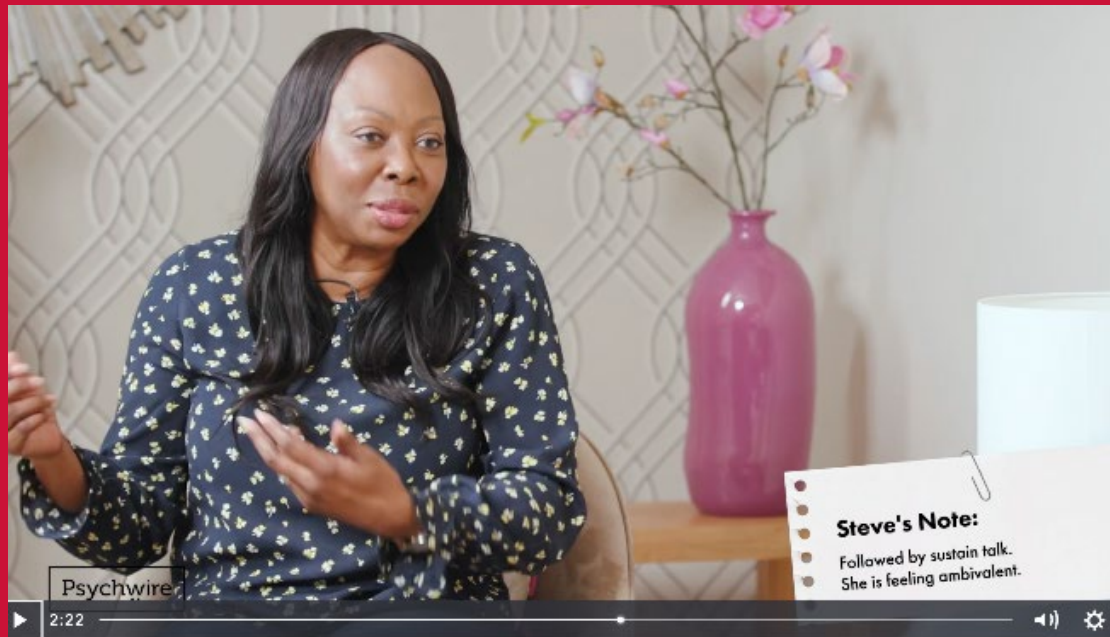 Steve's Note:
Followed by sustain talk.
She is feeling ambivalent.
Psychwire
2:22